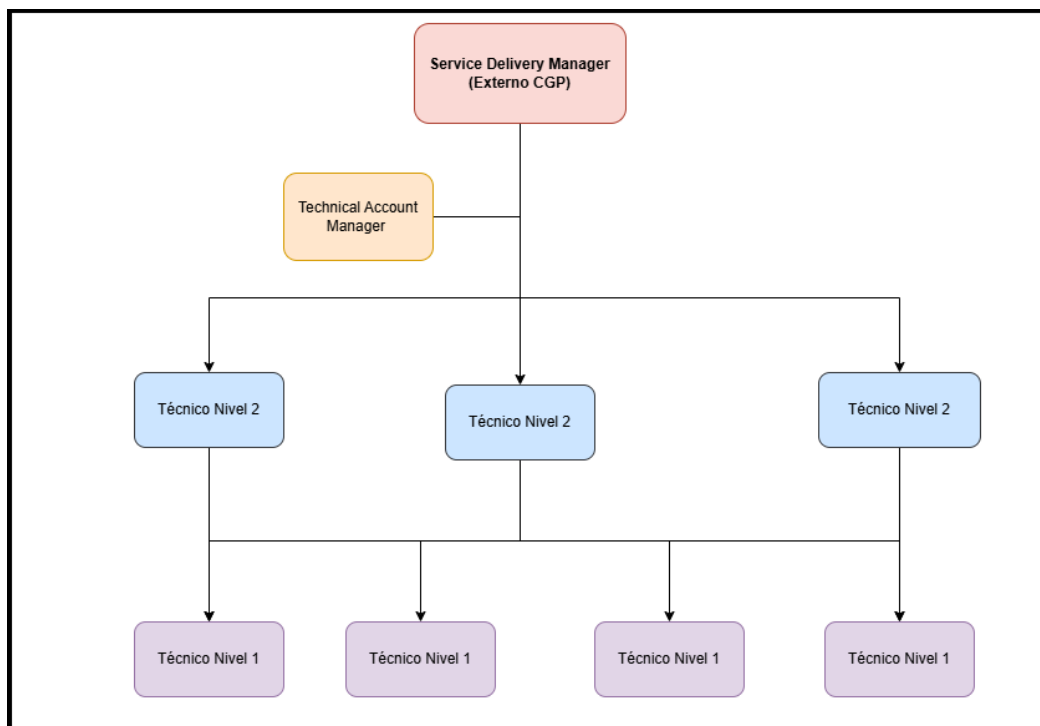 Service Delivery Manager
(Externo CGP)
Technical Account
Manager
Técnico Nivel 2
Técnico Nivel 2
Técnico Nivel 2
Técnico Nivel 1
Técnico Nivel 1
Técnico Nivel 1
Técnico Nivel 1